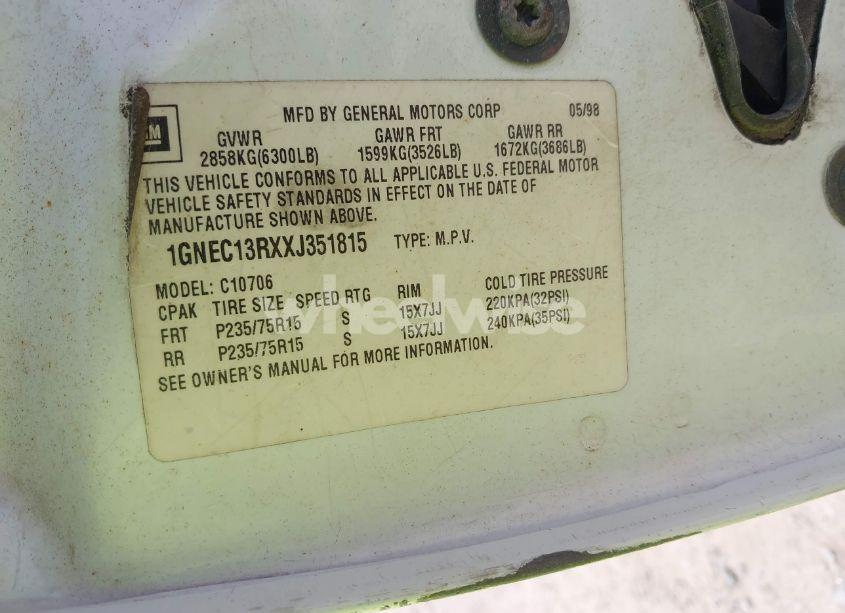 GM
MFD BY GENERAL MOTORS CORP 05/98
GVWR GAWR FRT GAWR RR
2858KG(6300LB) 1599KG(3526LB) 1672KG(3686LB)
THIS VEHICLE CONFORMS TO ALL APPLICABLE U.S. FEDERAL MOTOR
VEHICLE SAFETY STANDARDS IN EFFECT ON THE DATE OF
MANUFACTURE SHOWN ABOVE.
1GNEC13RXXJ351815 TYPE: M.P.V.
MODEL: C10706
CPAK TIRE SIZE SPEED RTG RIM COLD TIRE PRESSURE
FRT P235/75R15 S 15X7JJ 220KPA(32PSI)
RR P235/75R15 S 15X7JJ 240KPA(35PSI)
SEE OWNER'S MANUAL FOR MORE INFORMATION.
wheelwise